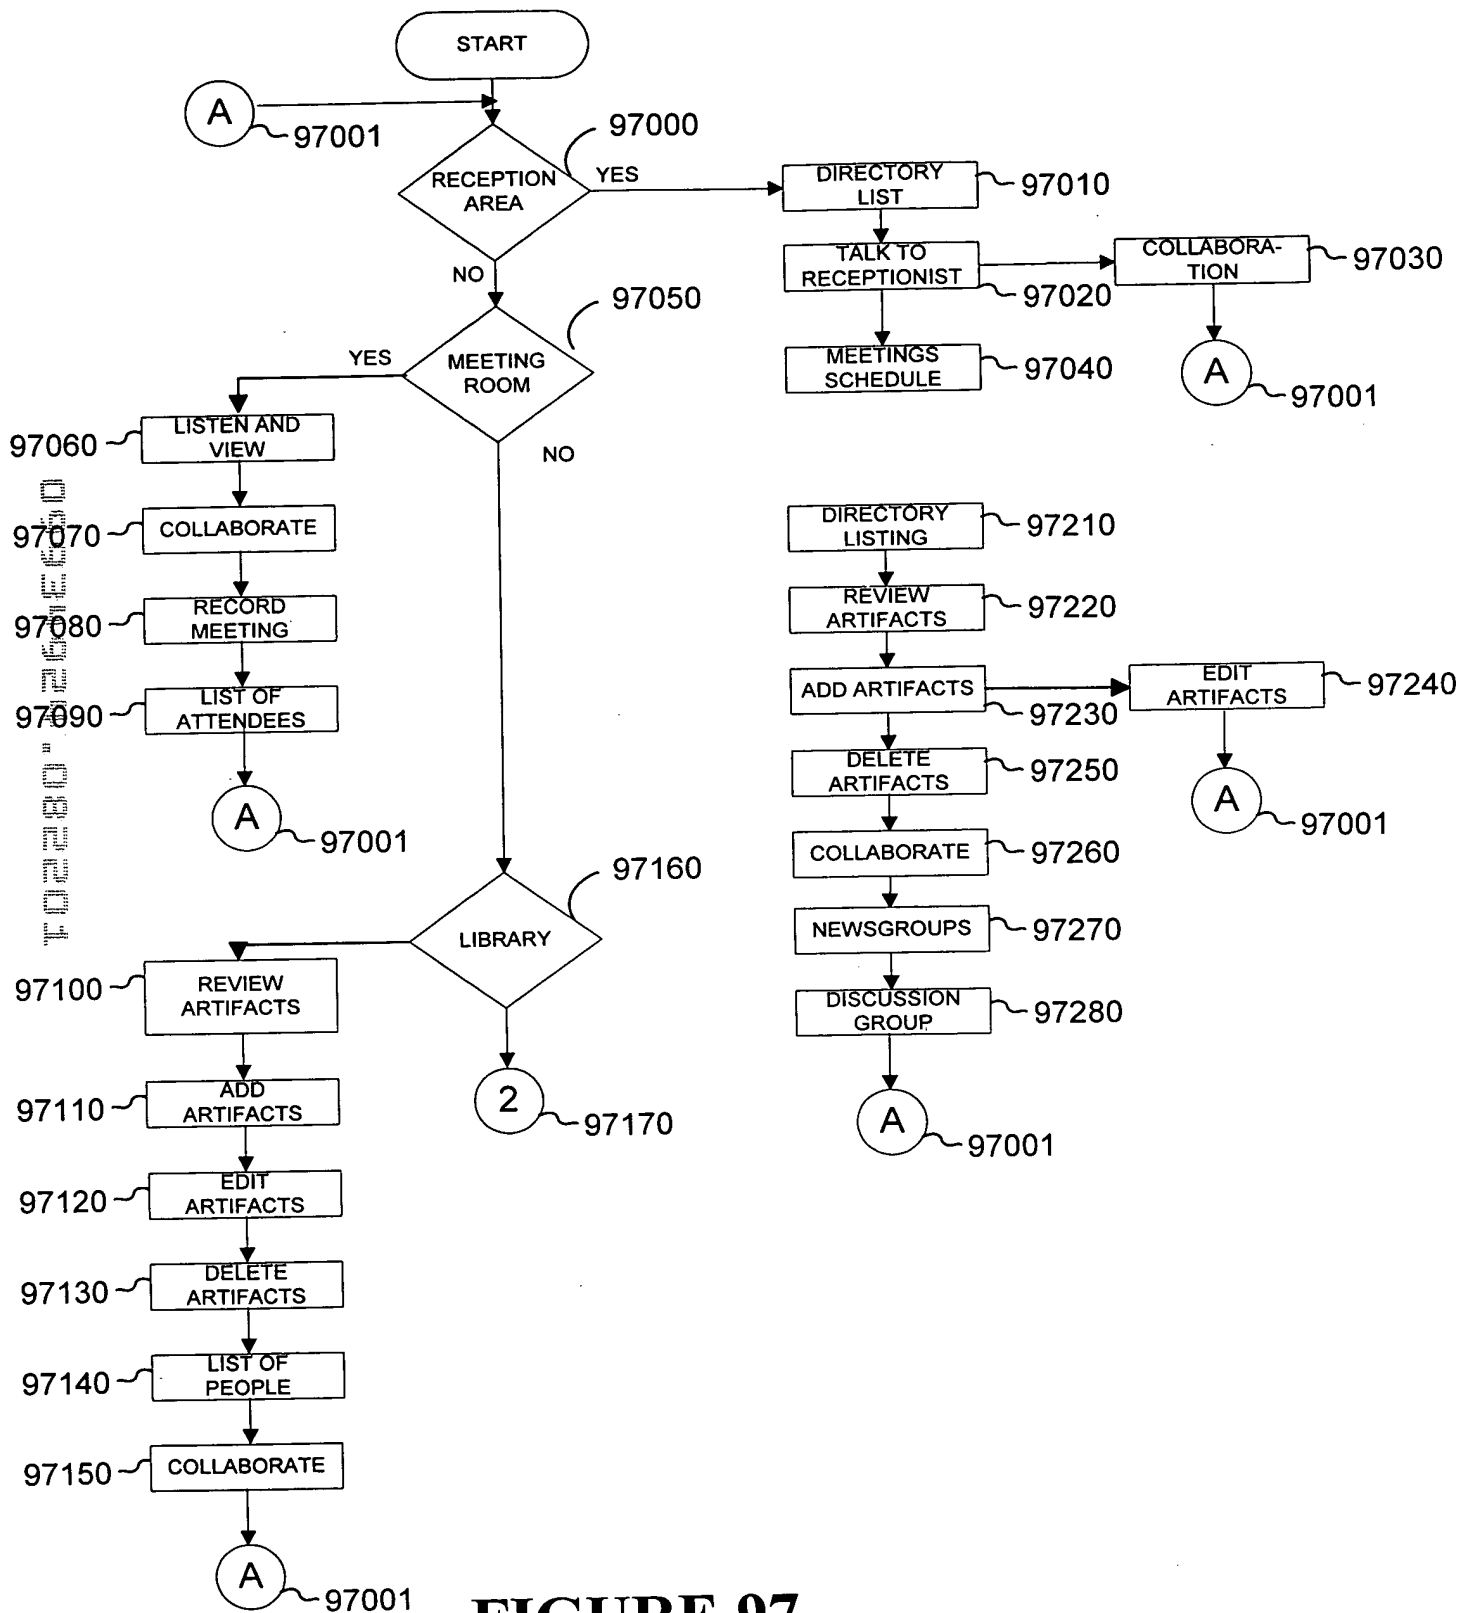 START
A
97001
97000
RECEPTION
AREA
YES
NO
DIRECTORY
LIST
97010
TALK TO
RECEPTIONIST
97020
COLLABORA-
TION
97030
A
97001
MEETINGS
SCHEDULE
97040
97050
MEETING
ROOM
YES
NO
97060
LISTEN AND
VIEW
97070
COLLABORATE
97080
RECORD
MEETING
97090
LIST OF
ATTENDEES
A
97001
97160
LIBRARY
97100
REVIEW
ARTIFACTS
97110
ADD
ARTIFACTS
97120
EDIT
ARTIFACTS
97130
DELETE
ARTIFACTS
97140
LIST OF
PEOPLE
97150
COLLABORATE
A
97001
2
97170
DIRECTORY
LISTING
97210
REVIEW
ARTIFACTS
97220
ADD ARTIFACTS
97230
EDIT
ARTIFACTS
97240
A
97001
DELETE
ARTIFACTS
97250
COLLABORATE
97260
NEWSGROUPS
97270
DISCUSSION
GROUP
97280
A
97001
FIGURE 97